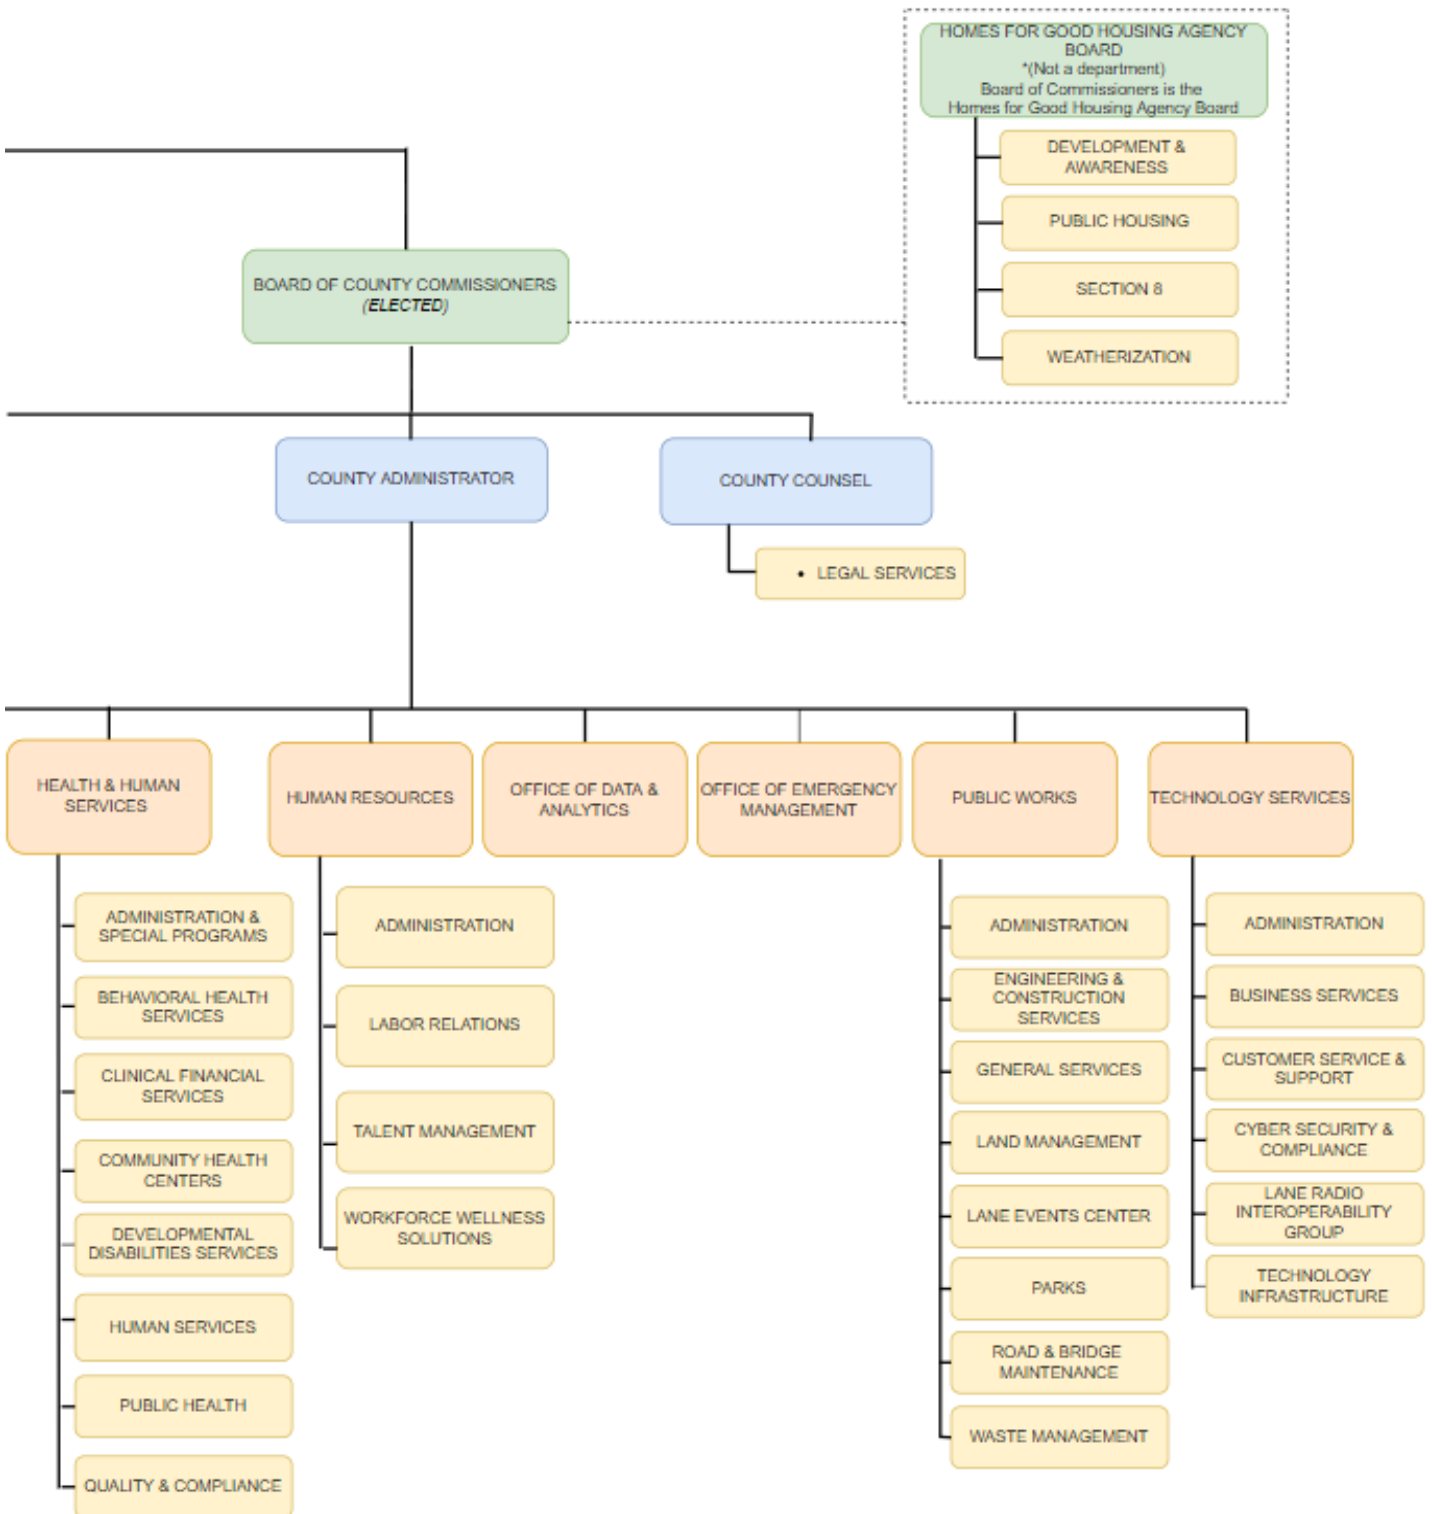 HOMES FOR GOOD HOUSING AGENCY
BOARD
*(Not a department)
Board of Commissioners is the
Homes for Good Housing Agency Board
DEVELOPMENT &
AWARENESS
PUBLIC HOUSING
SECTION 8
WEATHERIZATION
BOARD OF COUNTY COMMISSIONERS
(ELECTED)
COUNTY ADMINISTRATOR
COUNTY COUNSEL
• LEGAL SERVICES
HEALTH & HUMAN
SERVICES
ADMINISTRATION &
SPECIAL PROGRAMS
BEHAVIORAL HEALTH
SERVICES
CLINICAL FINANCIAL
SERVICES
COMMUNITY HEALTH
CENTERS
DEVELOPMENTAL
DISABILITIES SERVICES
HUMAN SERVICES
PUBLIC HEALTH
QUALITY & COMPLIANCE
HUMAN RESOURCES
ADMINISTRATION
LABOR RELATIONS
TALENT MANAGEMENT
WORKFORCE WELLNESS
SOLUTIONS
OFFICE OF DATA &
ANALYTICS
OFFICE OF EMERGENCY
MANAGEMENT
PUBLIC WORKS
ADMINISTRATION
ENGINEERING &
CONSTRUCTION
SERVICES
GENERAL SERVICES
LAND MANAGEMENT
LANE EVENTS CENTER
PARKS
ROAD & BRIDGE
MAINTENANCE
WASTE MANAGEMENT
TECHNOLOGY SERVICES
ADMINISTRATION
BUSINESS SERVICES
CUSTOMER SERVICE &
SUPPORT
CYBER SECURITY &
COMPLIANCE
LANE RADIO
INTEROPERABILITY
GROUP
TECHNOLOGY
INFRASTRUCTURE